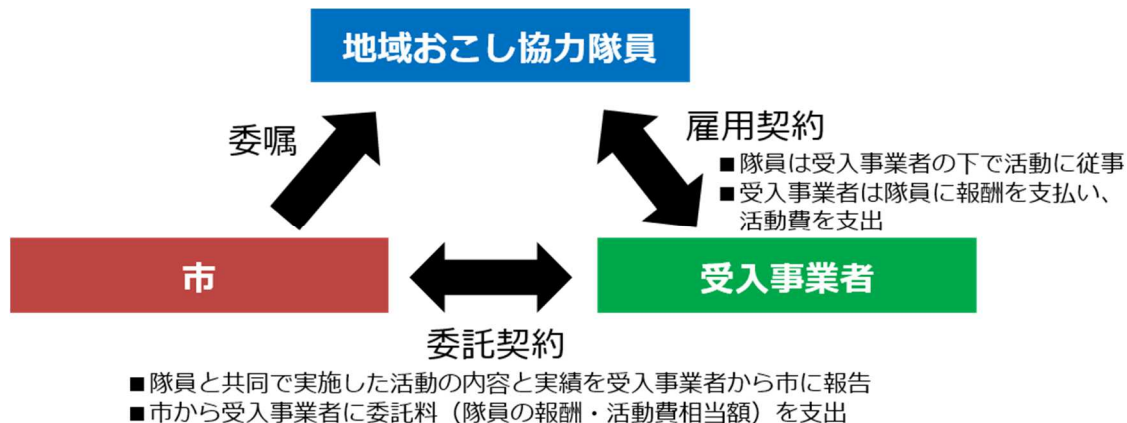 地域おこし協力隊員
委嘱
雇用契約
■隊員は受入事業者の下で活動に従事
■受入事業者は隊員に報酬を支払い、
活動費を支出
市
受入事業者
委託契約
■隊員と共同で実施した活動の内容と実績を受入事業者から市に報告
■市から受入事業者に委託料（隊員の報酬・活動費相当額）を支出